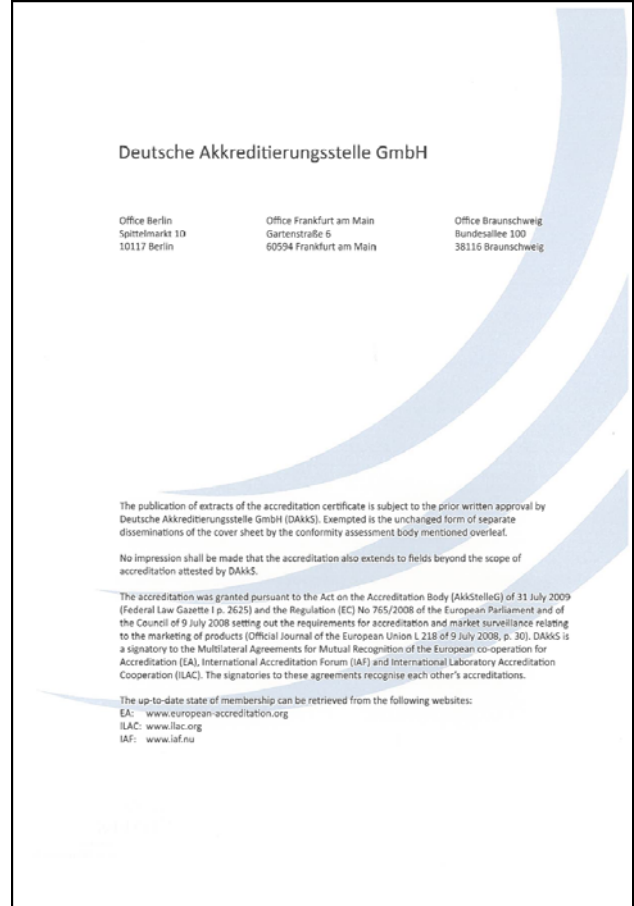 Deutsche Akkreditierungsstelle GmbH
Office Berlin
Spittelmarkt 10
10117 Berlin
Office Frankfurt am Main
Gartenstraße 6
60594 Frankfurt am Main
Office Braunschweig
Bundesallee 100
38116 Braunschweig
The publication of extracts of the accreditation certificate is subject to the prior written approval by
Deutsche Akkreditierungsstelle GmbH (DAkkS). Exempted is the unchanged form of separate
disseminations of the cover sheet by the conformity assessment body mentioned overleaf.
No impression shall be made that the accreditation also extends to fields beyond the scope of
accreditation attested by DAkkS.
The accreditation was granted pursuant to the Act on the Accreditation Body (AkkStelleG) of 31 July 2009
(Federal Law Gazette I p. 2625) and the Regulation (EC) No 765/2008 of the European Parliament and of
the Council of 9 July 2008 setting out the requirements for accreditation and market surveillance relating
to the marketing of products (Official Journal of the European Union L 218 of 9 July 2008, p. 30). DAkkS is
a signatory to the Multilateral Agreements for Mutual Recognition of the European co-operation for
Accreditation (EA), International Accreditation Forum (IAF) and International Laboratory Accreditation
Cooperation (ILAC). The signatories to these agreements recognise each other's accreditations.
The up-to-date state of membership can be retrieved from the following websites:
EA: www.european-accreditation.org
ILAC: www.ilac.org
IAF: www.iaf.nu